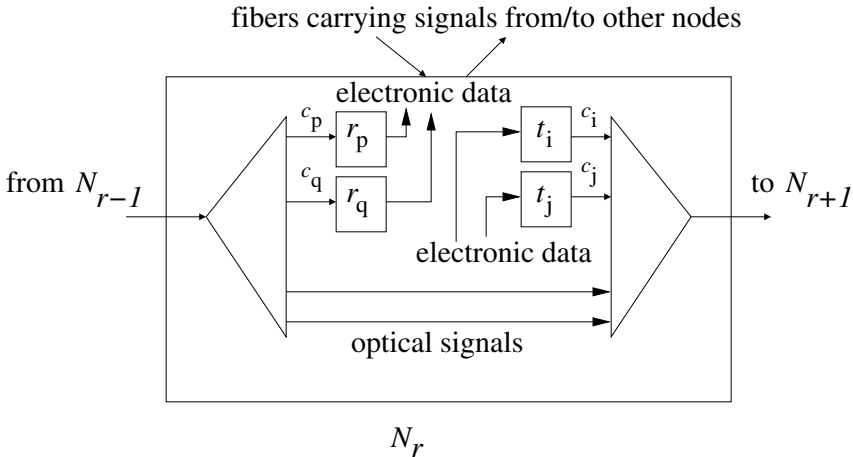 fibers carrying signals from/to other nodes
electronic data
c_p
r_p
t_i
c_i
from N_{r-1}
c_q
r_q
t_j
c_j
to N_{r+1}
electronic data
optical signals
N_r